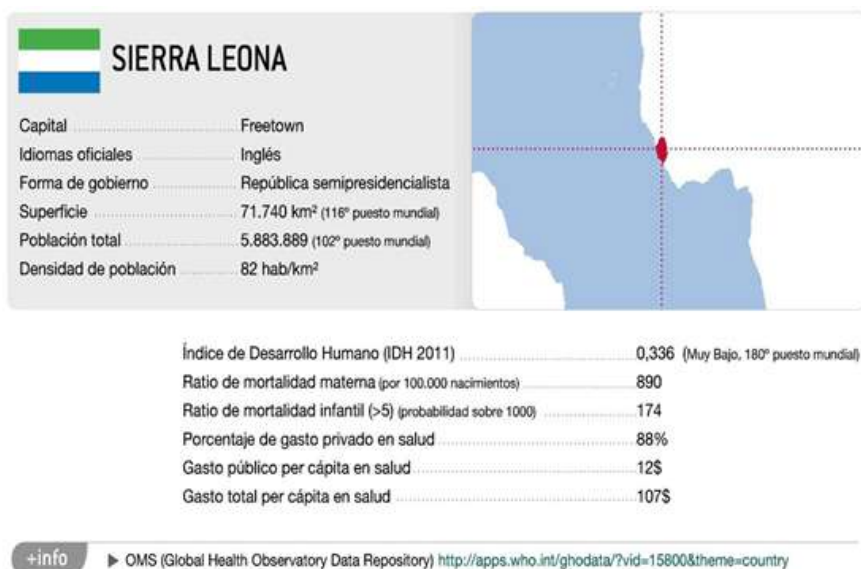 SIERRA LEONA
Capital Freetown
Idiomas oficiales Inglés
Forma de gobierno República semipresidencialista
Superficie 71.740 km² (116º puesto mundial)
Población total 5.883.889 (102º puesto mundial)
Densidad de población 82 hab/km²
Índice de Desarrollo Humano (IDH 2011) 0,336 (Muy Bajo, 180º puesto mundial)
Ratio de mortalidad materna (por 100.000 nacimientos) 890
Ratio de mortalidad infantil (>5) (probabilidad sobre 1000) 174
Porcentaje de gasto privado en salud 88%
Gasto público per cápita en salud 12$
Gasto total per cápita en salud 107$
+info ▶ OMS (Global Health Observatory Data Repository) http://apps.who.int/ghodata/?vid=15800&theme=country